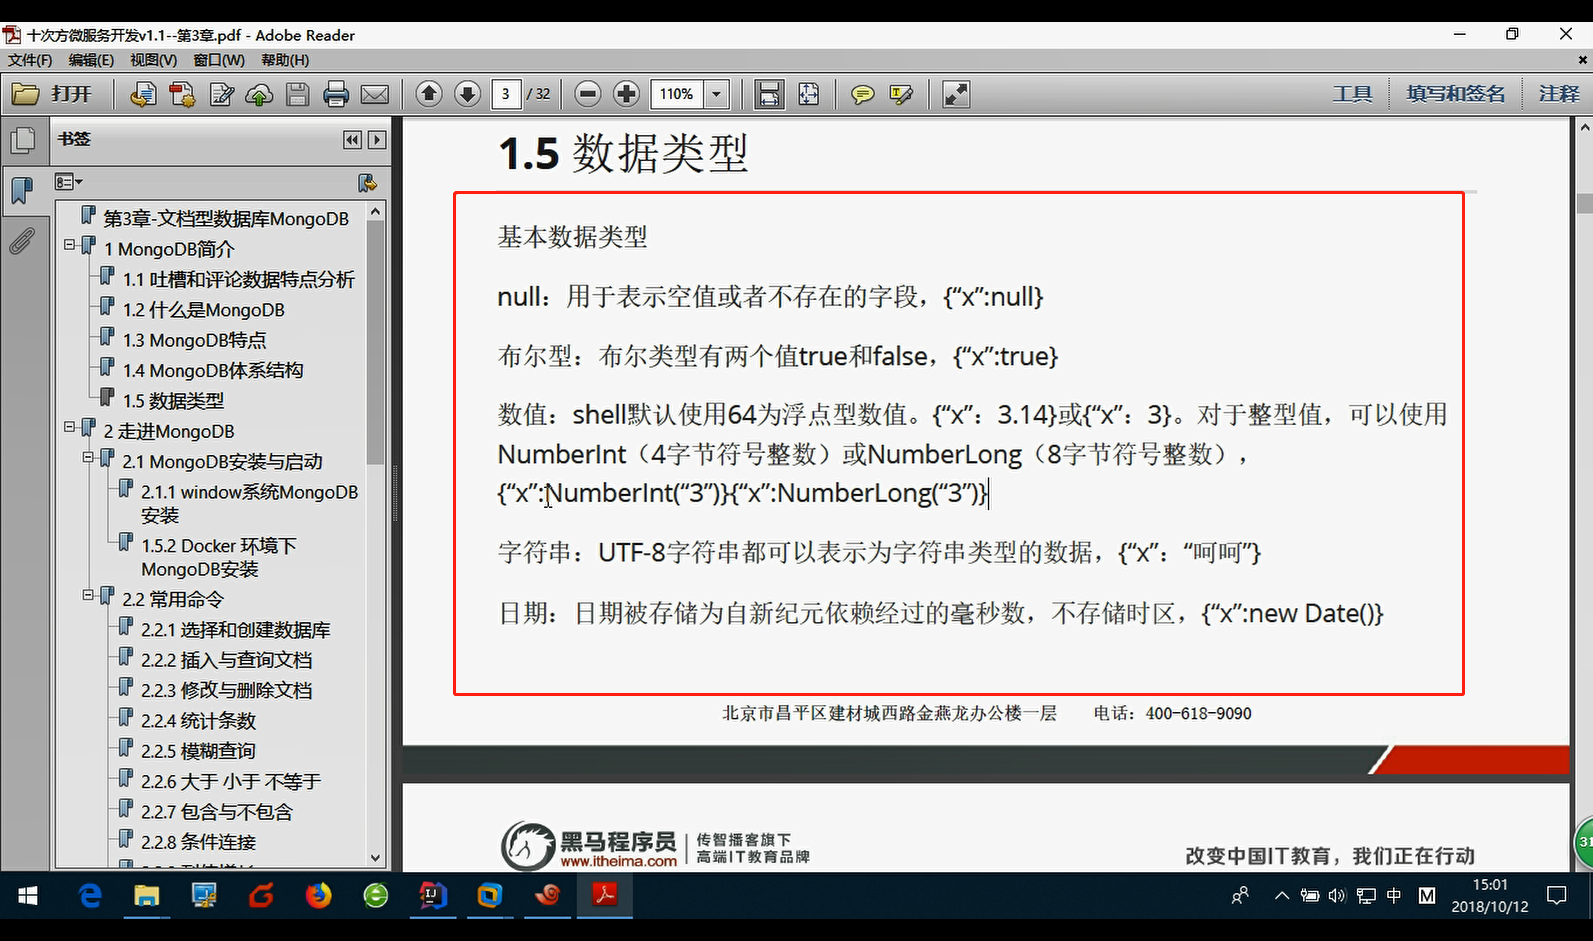 十次方微服务开发v1.1--第3章.pdf - Adobe Reader
文件(F) 编辑(E) 视图(V) 窗口(W) 帮助(H)
打开 3 / 32 110% 工具 填写和签名 注释
书签
第3章-文档型数据库MongoDB
1 MongoDB简介
1.1 吐槽和评论数据特点分析
1.2 什么是MongoDB
1.3 MongoDB特点
1.4 MongoDB体系结构
1.5 数据类型
2 走进MongoDB
2.1 MongoDB安装与启动
2.1.1 window系统MongoDB
安装
1.5.2 Docker 环境下
MongoDB安装
2.2 常用命令
2.2.1 选择和创建数据库
2.2.2 插入与查询文档
2.2.3 修改与删除文档
2.2.4 统计条数
2.2.5 模糊查询
2.2.6 大于 小于 不等于
2.2.7 包含与不包含
2.2.8 条件连接
1.5 数据类型
基本数据类型
null：用于表示空值或者不存在的字段，{“x”:null}
布尔型：布尔类型有两个值true和false，{“x”:true}
数值：shell默认使用64为浮点型数值。{“x”：3.14}或{“x”：3}。对于整型值，可以使用
NumberInt（4字节符号整数）或NumberLong（8字节符号整数），
{“x”:NumberInt(“3”)}{“x”:NumberLong(“3”)}
字符串：UTF-8字符串都可以表示为字符串类型的数据，{“x”：“呵呵”}
日期：日期被存储为自新纪元依赖经过的毫秒数，不存储时区，{“x”:new Date()}
北京市昌平区建材城西路金燕龙办公楼一层 电话：400-618-9090
黑马程序员
www.itheima.com
传智播客旗下
高端IT教育品牌
改变中国IT教育，我们正在行动
31
中 M
15:01
2018/10/12